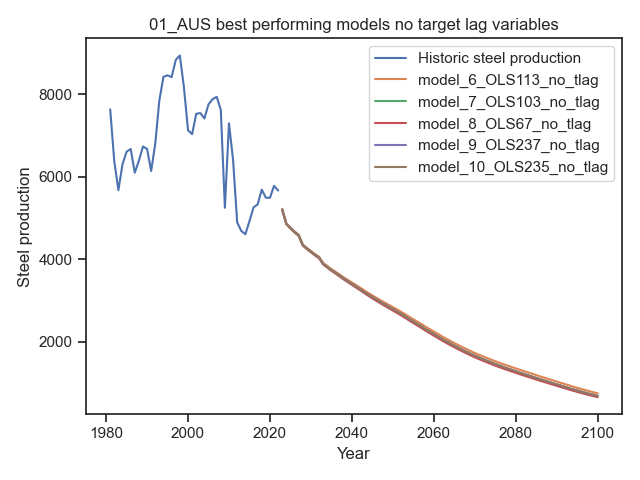 01_AUS best performing models no target lag variables
Historic steel production
model_6_OLS113_no_tlag
model_7_OLS103_no_tlag
model_8_OLS67_no_tlag
model_9_OLS237_no_tlag
model_10_OLS235_no_tlag
Steel production
8000
6000
4000
2000
1980
2000
2020
2040
2060
2080
2100
Year